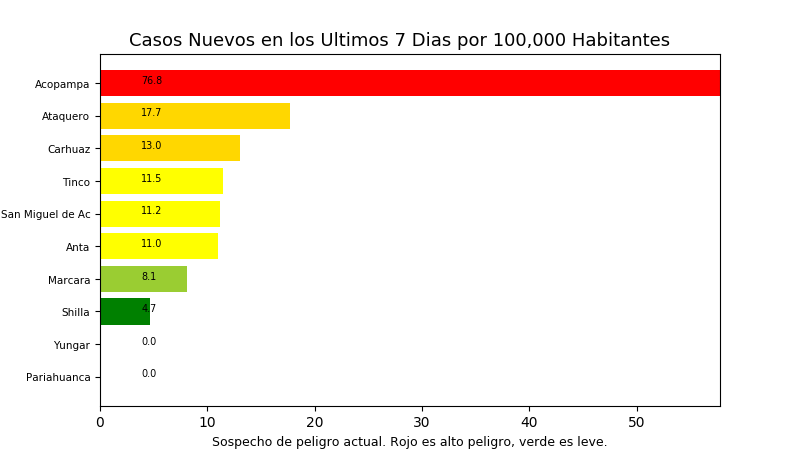 Casos Nuevos en los Ultimos 7 Dias por 100,000 Habitantes
Acopampa 76.8
Ataquero 17.7
Carhuaz 13.0
Tinco 11.5
San Miguel de Ac 11.2
Anta 11.0
Marcara 8.1
Shilla 4.7
Yungar 0.0
Pariahuanca 0.0
0 10 20 30 40 50
Sospecho de peligro actual. Rojo es alto peligro, verde es leve.